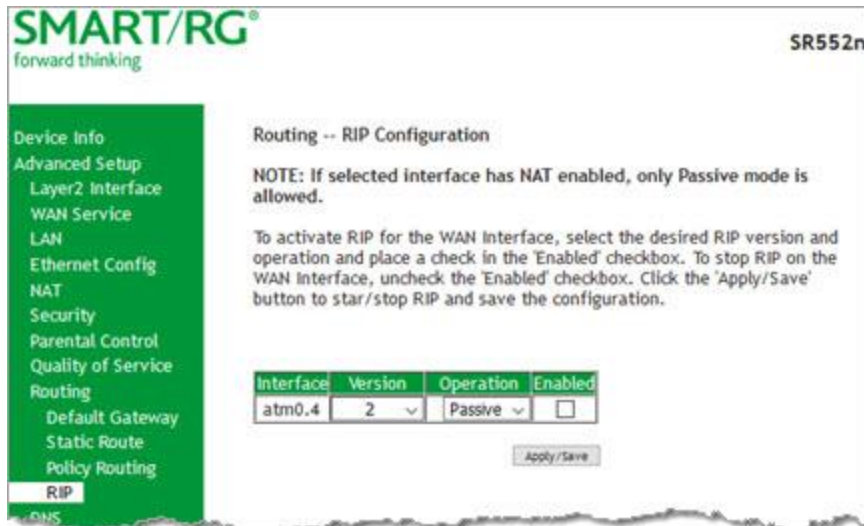 SMART/RG®
forward thinking
SR552n
Device Info
Advanced Setup
Layer2 Interface
WAN Service
LAN
Ethernet Config
NAT
Security
Parental Control
Quality of Service
Routing
Default Gateway
Static Route
Policy Routing
RIP
DNS
Routing -- RIP Configuration
NOTE: If selected interface has NAT enabled, only Passive mode is
allowed.
To activate RIP for the WAN Interface, select the desired RIP version and
operation and place a check in the 'Enabled' checkbox. To stop RIP on the
WAN Interface, uncheck the 'Enabled' checkbox. Click the 'Apply/Save'
button to star/stop RIP and save the configuration.
Interface Version Operation Enabled
atm0.4 2 Passive
Apply/Save